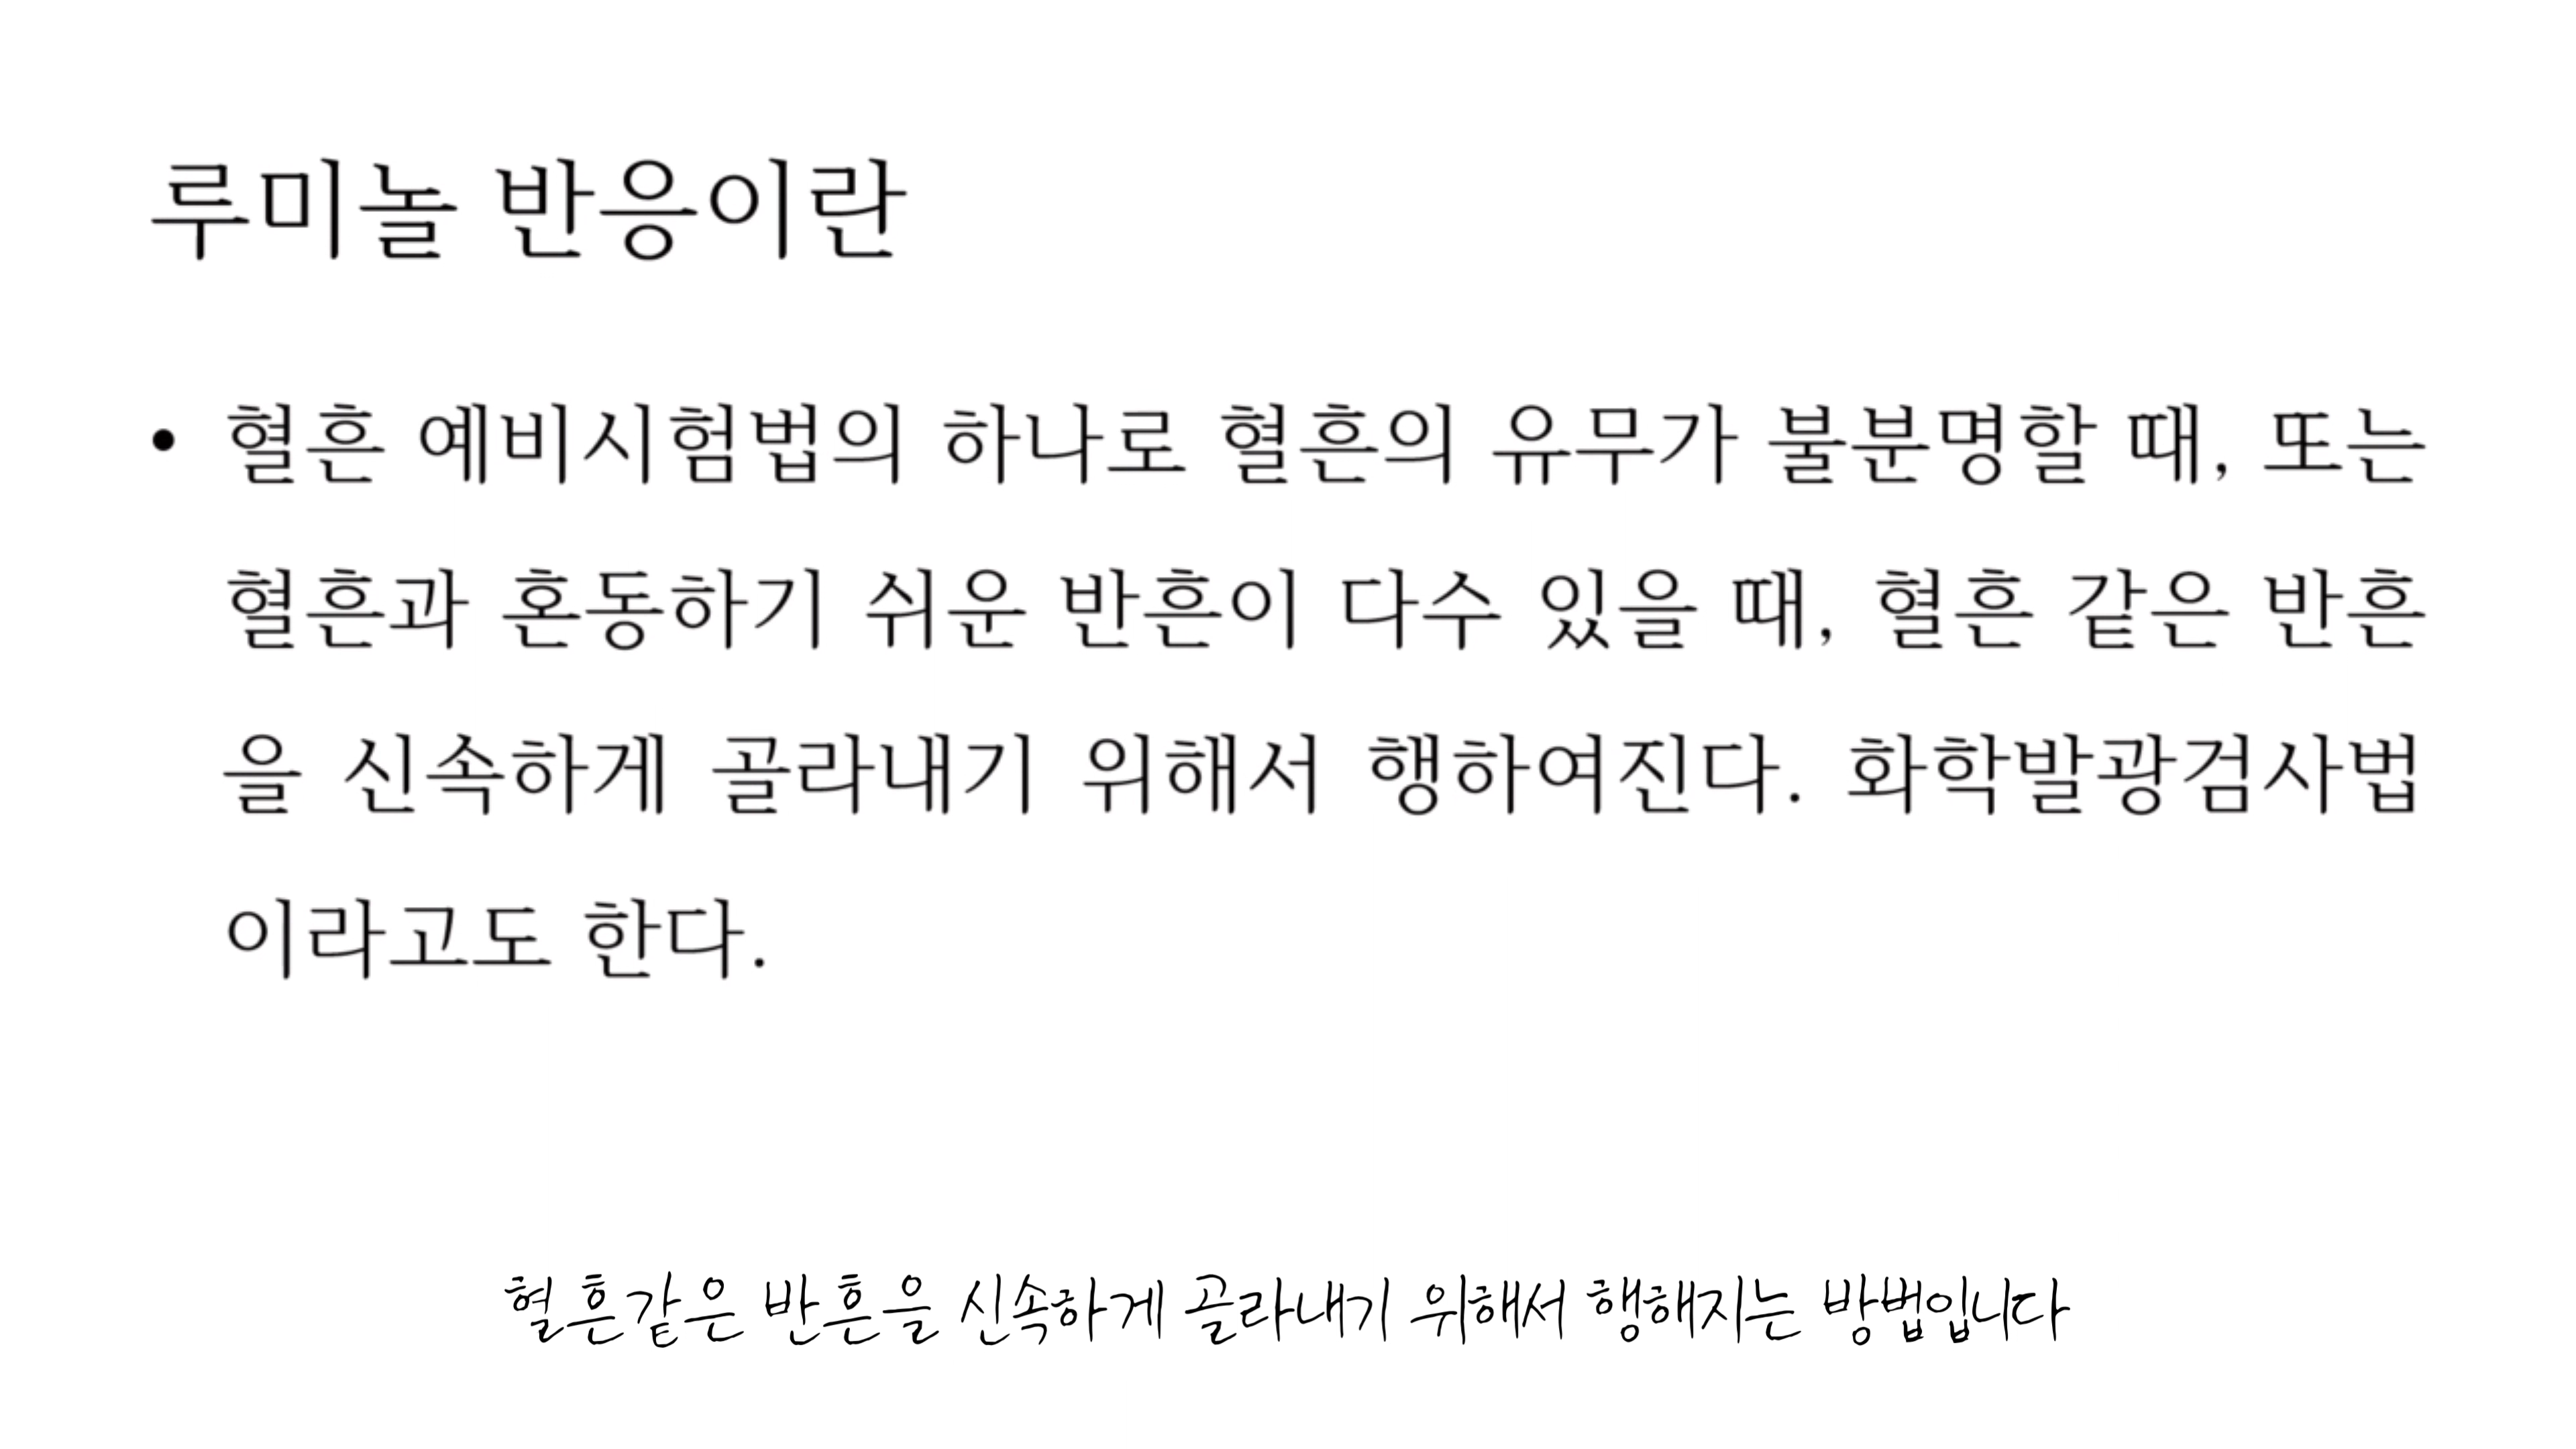 루미놀 반응이란
• 혈흔 예비시험법의 하나로 혈흔의 유무가 불분명할 때, 또는
혈흔과 혼동하기 쉬운 반흔이 다수 있을 때, 혈흔 같은 반흔
을 신속하게 골라내기 위해서 행하여진다. 화학발광검사법
이라고도 한다.
혈흔같은 반흔을 신속하게 골라내기 위해서 행해지는 방법입니다